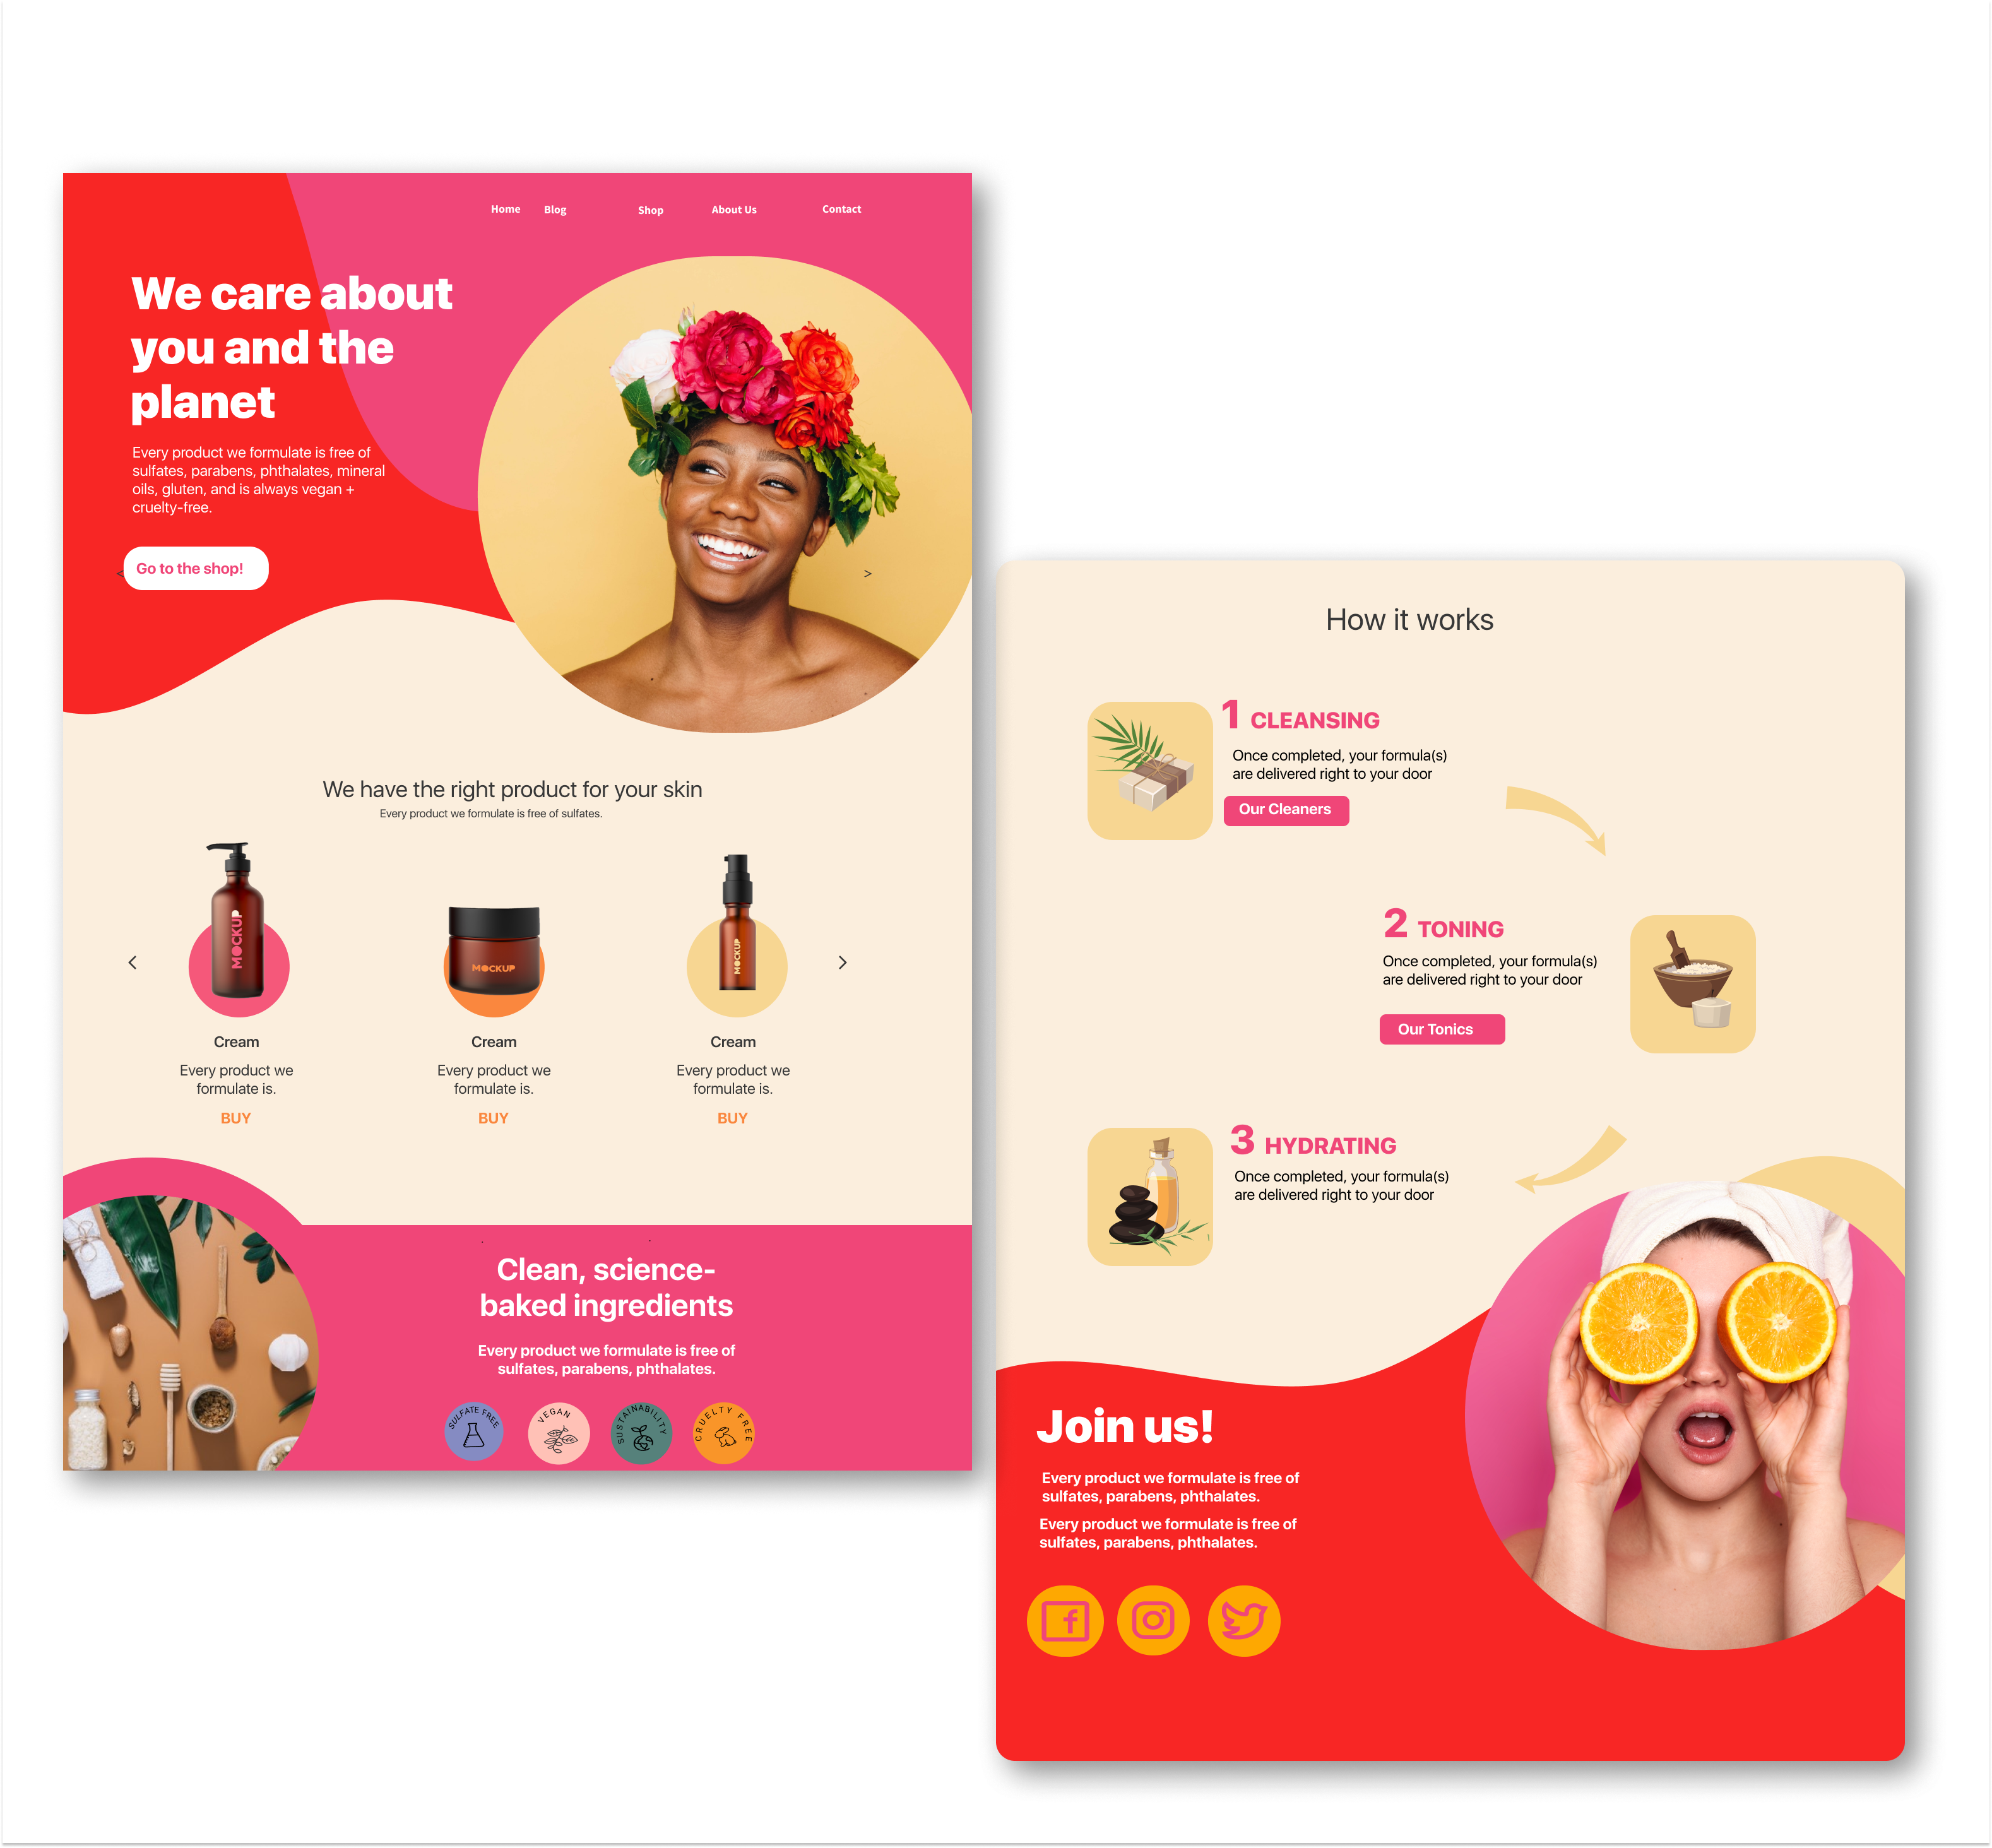 Home Blog Shop About Us Contact
We care about
you and the
planet
Every product we formulate is free of
sulfates, parabens, phthalates, mineral
oils, gluten, and is always vegan +
cruelty-free.
< Go to the shop! >
We have the right product for your skin
Every product we formulate is free of sulfates.
MOCKUP
MOCKUP
MOCKUP
Cream
Every product we
formulate is.
BUY
Cream
Every product we
formulate is.
BUY
Cream
Every product we
formulate is.
BUY
Clean, science-
baked ingredients
Every product we formulate is free of
sulfates, parabens, phthalates.
SULFATE FREE
VEGAN
SUSTAINABILITY
CRUELTY FREE
How it works
1 CLEANSING
Once completed, your formula(s)
are delivered right to your door
Our Cleaners
2 TONING
Once completed, your formula(s)
are delivered right to your door
Our Tonics
3 HYDRATING
Once completed, your formula(s)
are delivered right to your door
Join us!
Every product we formulate is free of
sulfates, parabens, phthalates.
Every product we formulate is free of
sulfates, parabens, phthalates.